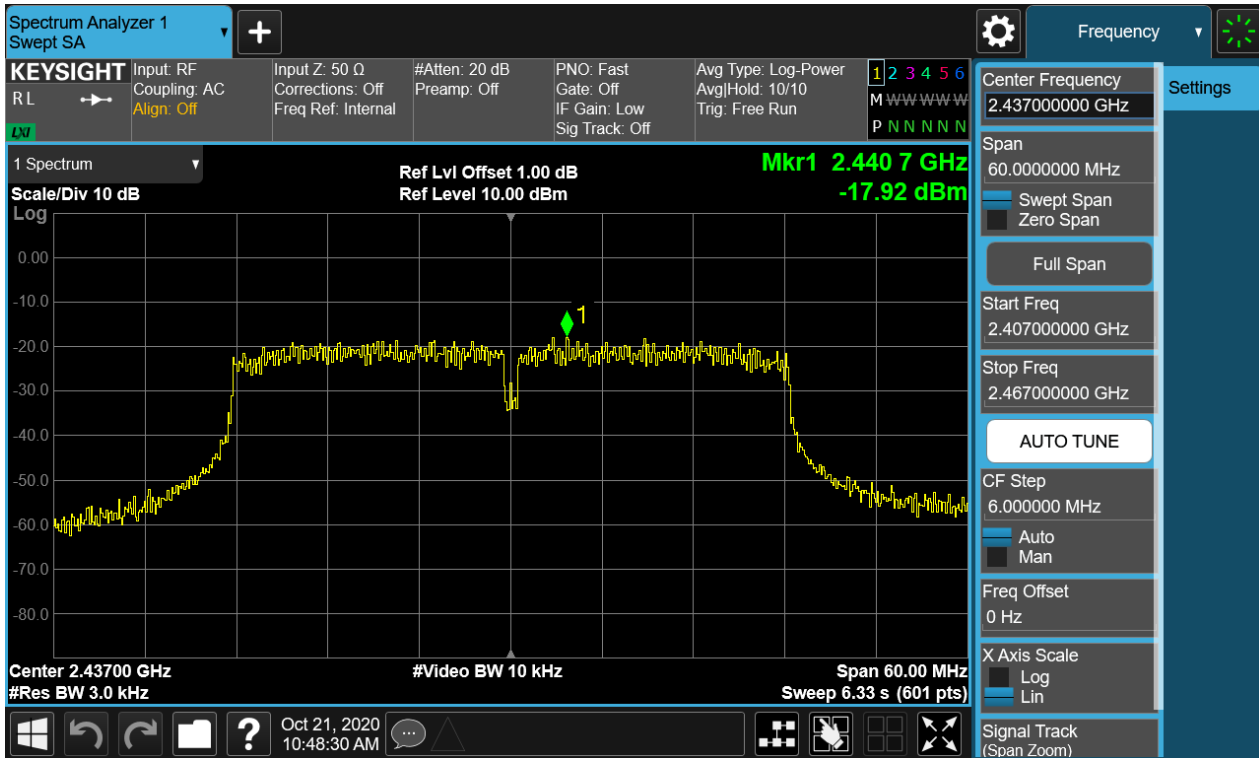 Spectrum Analyzer 1
Swept SA
+
Frequency
KEYSIGHT
R L
LXI
Input: RF
Coupling: AC
Align: Off
Input Z: 50 Ω
Corrections: Off
Freq Ref: Internal
#Atten: 20 dB
Preamp: Off
PNO: Fast
Gate: Off
IF Gain: Low
Sig Track: Off
Avg Type: Log-Power
Avg|Hold: 10/10
Trig: Free Run
1 2 3 4 5 6
M W W W W W
P N N N N N
1 Spectrum
Scale/Div 10 dB
Log
Ref Lvl Offset 1.00 dB
Ref Level 10.00 dBm
Mkr1 2.440 7 GHz
-17.92 dBm
0.00
-10.0
-20.0
-30.0
-40.0
-50.0
-60.0
-70.0
-80.0
1
Center 2.43700 GHz
#Res BW 3.0 kHz
#Video BW 10 kHz
Span 60.00 MHz
Sweep 6.33 s (601 pts)
Center Frequency
2.437000000 GHz
Span
60.0000000 MHz
Swept Span
Zero Span
Full Span
Start Freq
2.407000000 GHz
Stop Freq
2.467000000 GHz
AUTO TUNE
CF Step
6.000000 MHz
Auto
Man
Freq Offset
0 Hz
X Axis Scale
Log
Lin
Signal Track
(Span Zoom)
Settings
?
Oct 21, 2020
10:48:30 AM